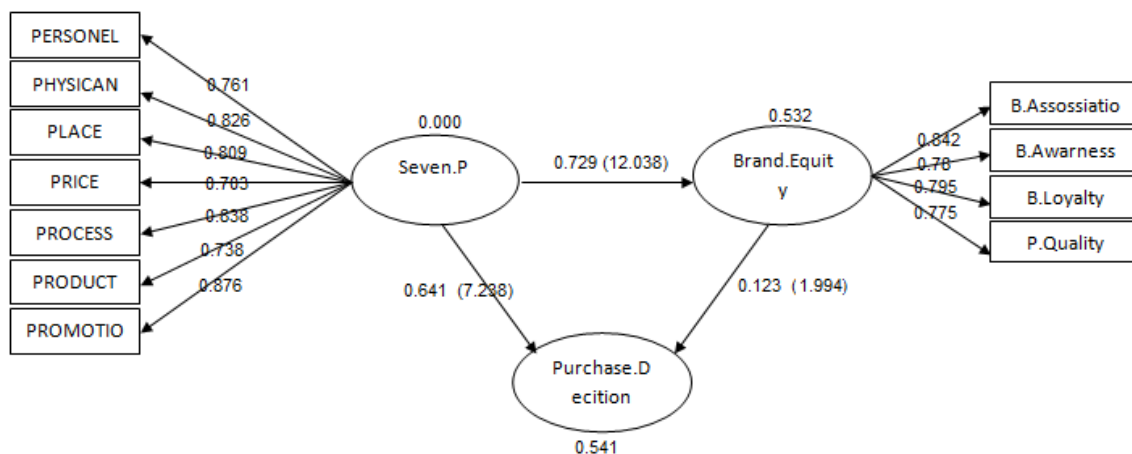 PERSONEL
PHYSICAN
PLACE
PRICE
PROCESS
PRODUCT
PROMOTIO
0.761
0.826
0.809
0.703
0.838
0.738
0.876
0.000
Seven.P
0.729 (12.038)
0.532
Brand.Equit
y
0.842
0.78
0.795
0.775
B.Assossiatio
B.Awarness
B.Loyalty
P.Quality
0.641 (7.238)
0.123 (1.994)
Purchase.D
ecition
0.541